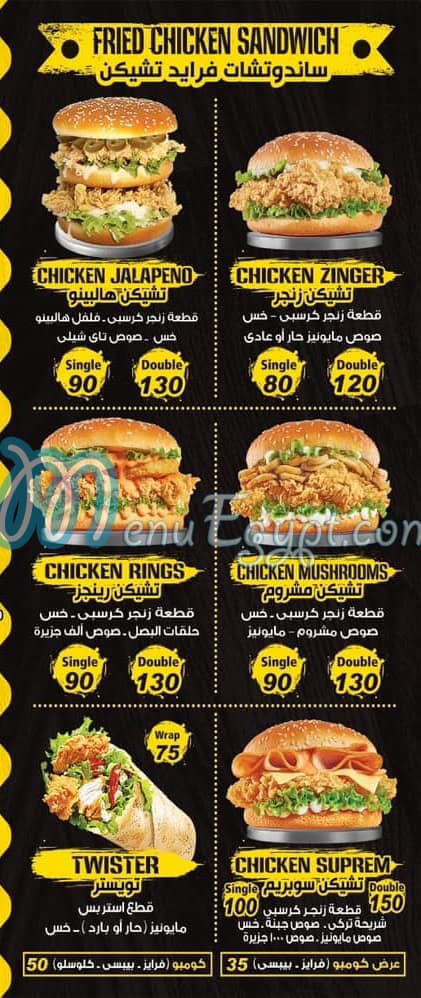 FRIED CHICKEN SANDWICH
ساندوتشات فرايد تشيكن
CHICKEN JALAPENO
تشيكن هالبينو
قطعة زنجر كرسبى - فلفل هالبينو
خس - صوص تاى شيلى
Single
90
Double
130
CHICKEN ZINGER
تشيكن زنجر
قطعة زنجر كرسبى - خس
صوص مايونيز حار أو عادى
Single
80
Double
120
CHICKEN RINGS
تشيكن رينجز
قطعة زنجر كرسبى - خس
حلقات البصل - صوص ألف جزيرة
Single
90
Double
130
CHICKEN MUSHROOMS
تشيكن مشروم
قطعة زنجر كرسبى - خس
صوص مشروم - مايونيز
Single
90
Double
130
MenuEgypt.com
Wrap
75
TWISTER
تويستر
قطع استربس
مايونيز (حار أو بارد) - خس
CHICKEN SUPREM
تشيكن سوبريم
Single
100
Double
150
قطعة زنجر كرسبى
شريحة تركى - صوص جبنة - خس
صوص مايونيز - صوص ١٠٠٠ جزيرة
كومبو (فرايز - بيبسى - كلوسلو) 50
عرض كومبو (فرايز - بيبسى) 35